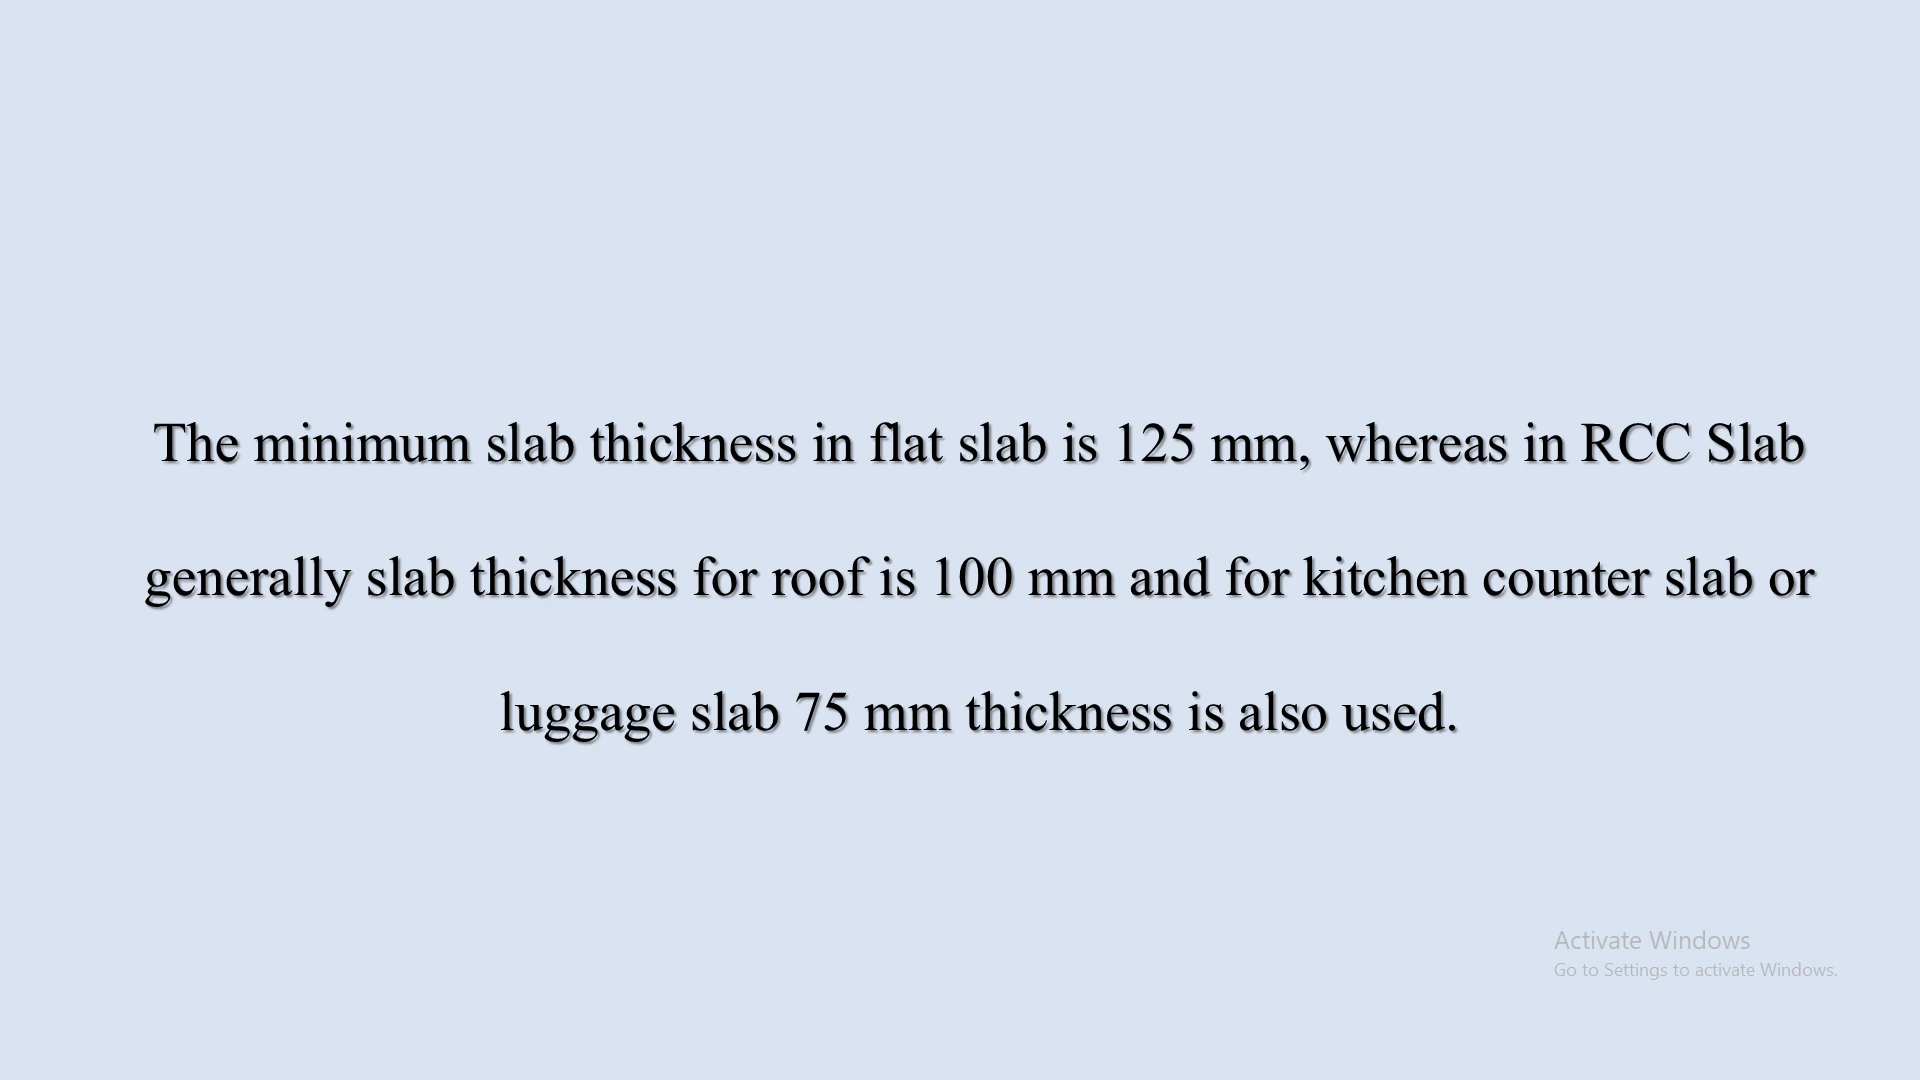 The minimum slab thickness in flat slab is 125 mm, whereas in RCC Slab
generally slab thickness for roof is 100 mm and for kitchen counter slab or
luggage slab 75 mm thickness is also used.
Activate Windows
Go to Settings to activate Windows.